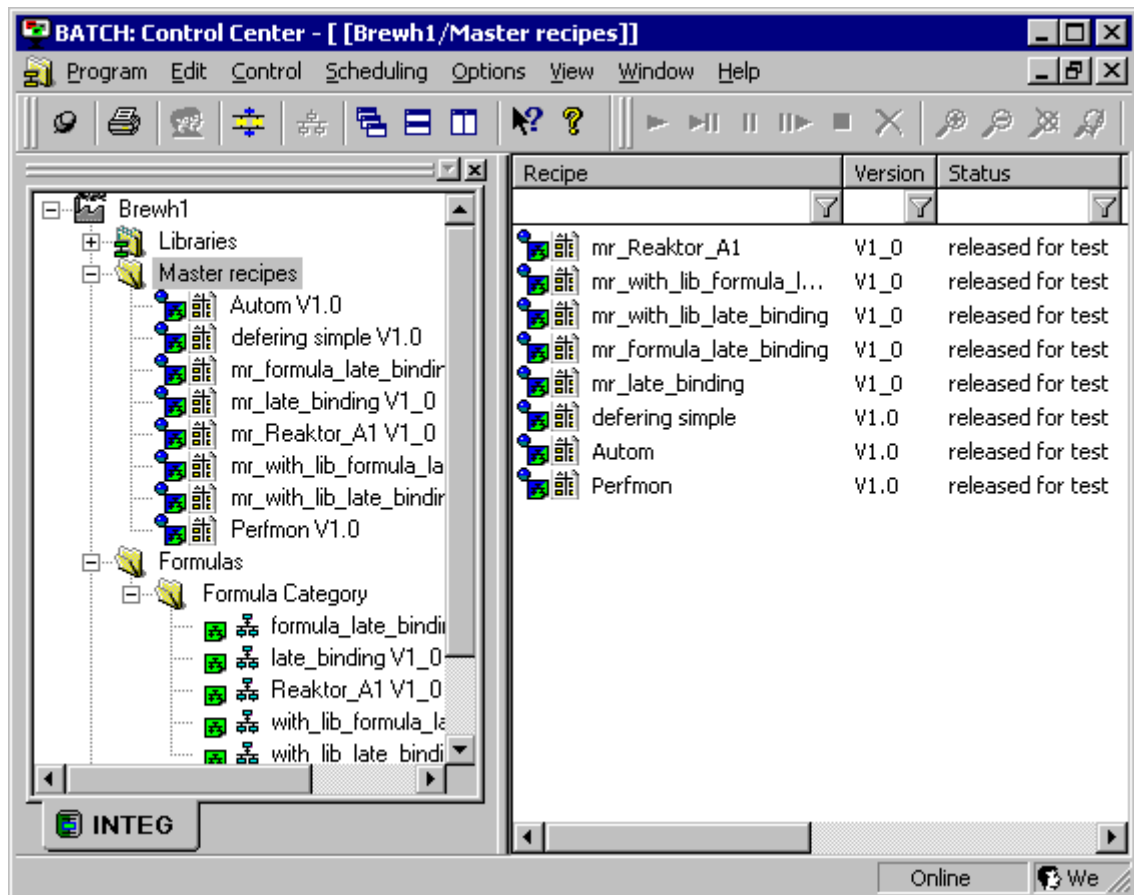 BATCH: Control Center - [ [Brewh1/Master recipes]]
Program Edit Control Scheduling Options View Window Help
Brewh1
Libraries
Master recipes
Autom V1.0
defering simple V1.0
mr_formula_late_bindin
mr_late_binding V1_0
mr_Reaktor_A1 V1_0
mr_with_lib_formula_la
mr_with_lib_late_bindin
Perfmon V1.0
Formulas
Formula Category
formula_late_bindin
late_binding V1_0
Reaktor_A1 V1_0
with_lib_formula_la
with_lib_late_bindi
INTEG
Recipe Version Status
mr_Reaktor_A1 V1_0 released for test
mr_with_lib_formula_l... V1_0 released for test
mr_with_lib_late_binding V1_0 released for test
mr_formula_late_binding V1_0 released for test
mr_late_binding V1_0 released for test
defering simple V1.0 released for test
Autom V1.0 released for test
Perfmon V1.0 released for test
Online We